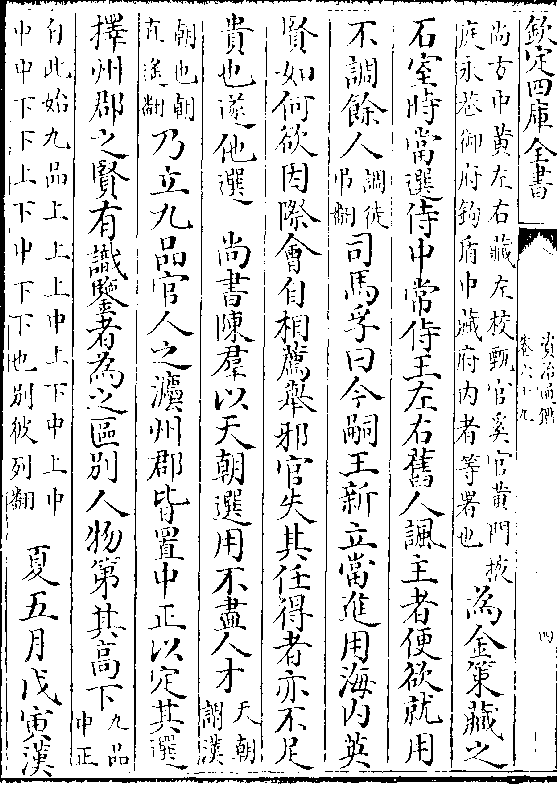 欽定四庫全書
資治通鑑
卷六十九
四
尚方中黃左右藏左校甄官奚官黃門掖
庭永巷御府鉤盾中藏府內者等署也
為金策藏之
石室時當選侍中常侍王左右舊人諷主者便欲就用
不調餘人
調徒
弔翻
司馬孚曰今嗣王新立當進用海內英
賢如何欲因際會自相薦舉邪官失其任得者亦不足
貴也遂他選
尚書陳羣以天朝選用不盡人才
天朝
謂漢
朝也朝
直遙翻
乃立九品官人之灋州郡皆置中正以定其選
擇州郡之賢有識鑒者為之區别人物第其高下
九品
中正
自此始九品上上上中上下中上中
中中下下上下中下下也别彼列翻
夏五月戊寅漢